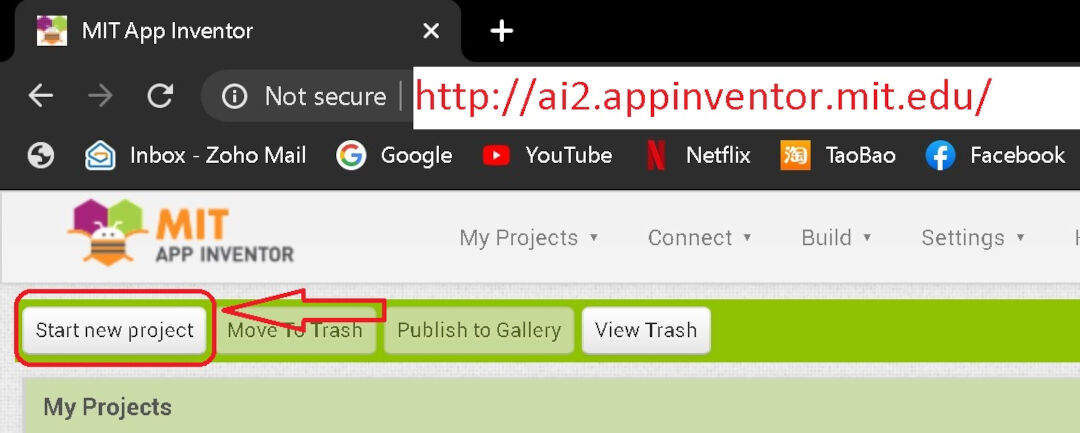 MIT App Inventor
Not secure http://ai2.appinventor.mit.edu/
Inbox - Zoho Mail Google YouTube Netflix 淘 TaoBao Facebook
MIT
APP INVENTOR
My Projects Connect Build Settings
Start new project Move To Trash Publish to Gallery View Trash
My Projects